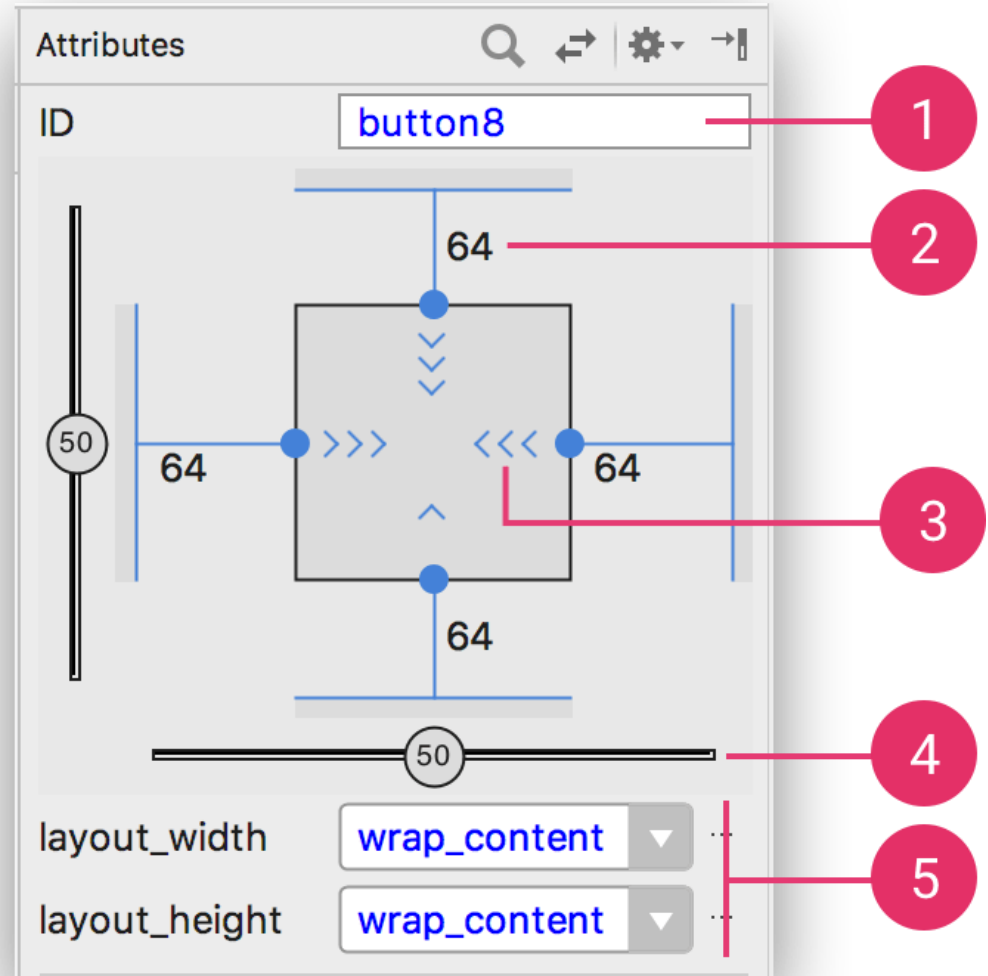 Attributes
ID button8 1
64 2
50 64 64
3
64
50 4
layout_width wrap_content
5
layout_height wrap_content